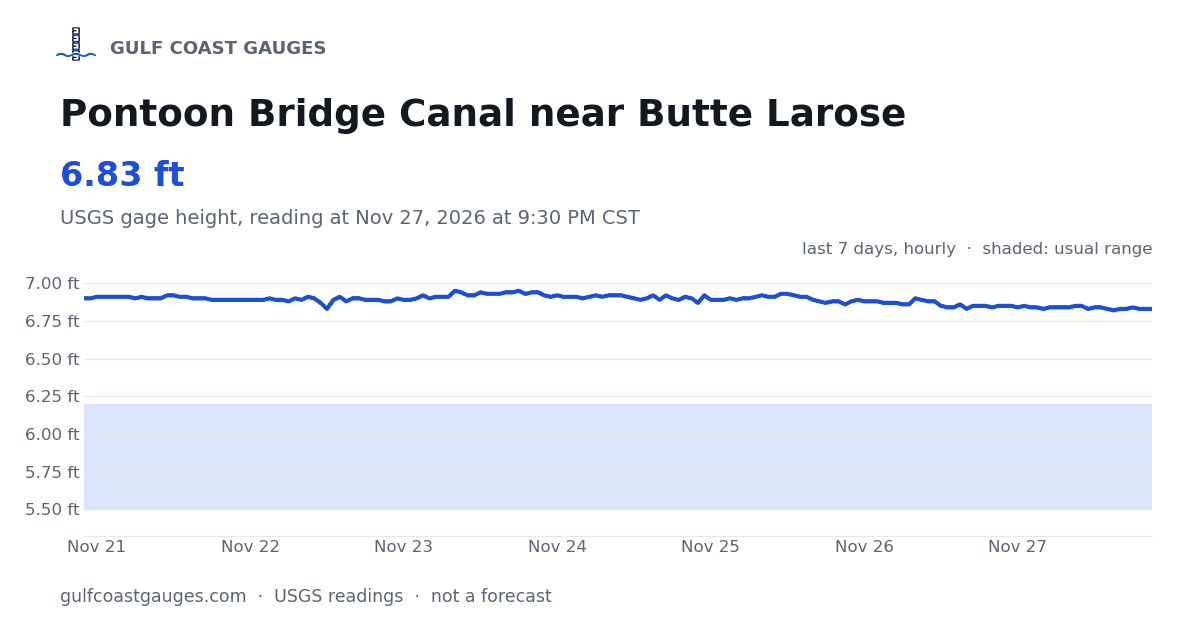 GULF COAST GAUGES
Pontoon Bridge Canal near Butte Larose
6.83 ft
USGS gage height, reading at Nov 27, 2026 at 9:30 PM CST
last 7 days, hourly · shaded: usual range
7.00 ft
6.75 ft
6.50 ft
6.25 ft
6.00 ft
5.75 ft
5.50 ft
Nov 21 Nov 22 Nov 23 Nov 24 Nov 25 Nov 26 Nov 27
gulfcoastgauges.com · USGS readings · not a forecast